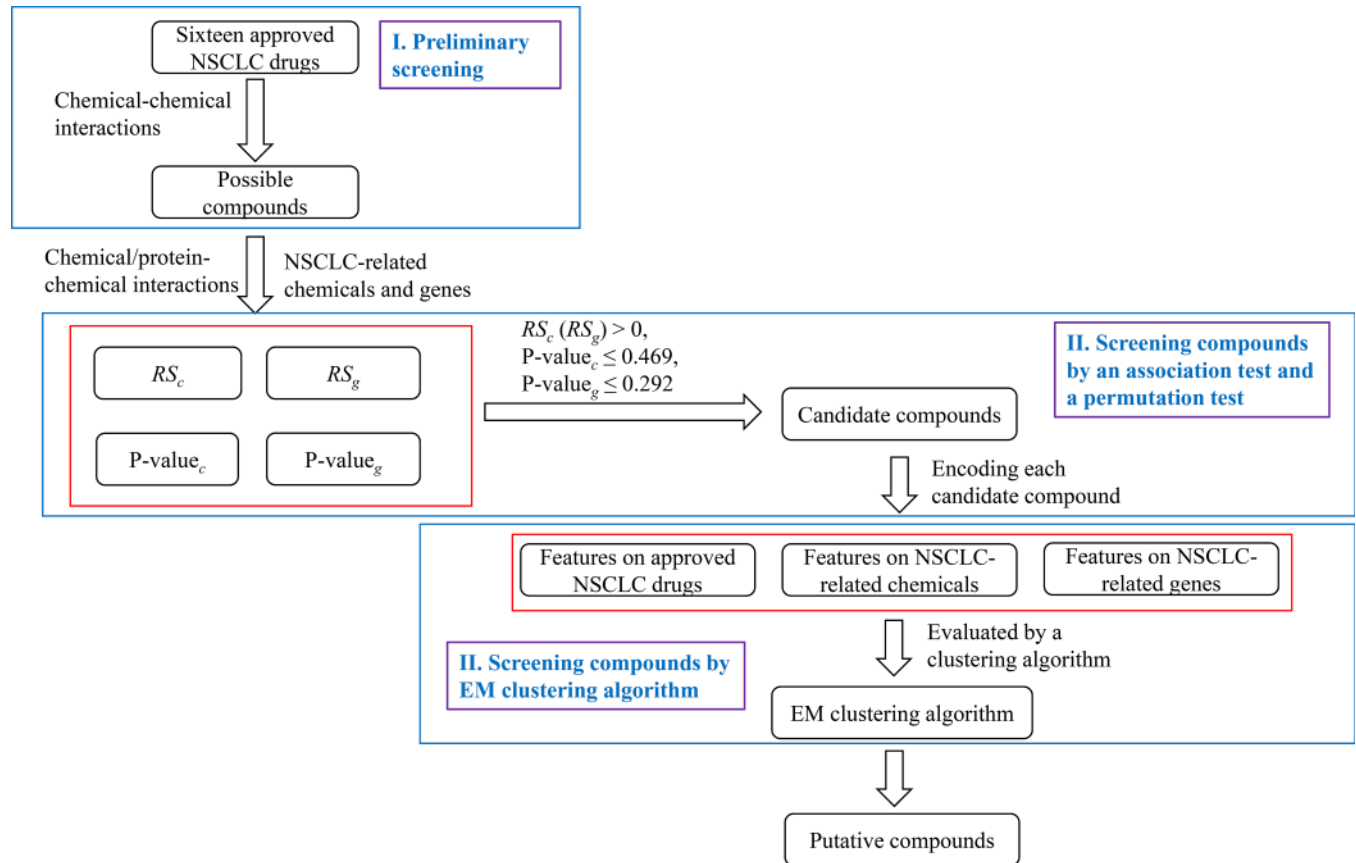 Sixteen approved
NSCLC drugs
I. Preliminary
screening
Chemical-chemical
interactions
Possible
compounds
Chemical/protein-
chemical interactions
NSCLC-related
chemicals and genes
RSc
RSg
P-valuec
P-valueg
RSc (RSg) > 0,
P-valuec ≤ 0.469,
P-valueg ≤ 0.292
II. Screening compounds
by an association test and
a permutation test
Candidate compounds
Encoding each
candidate compound
Features on approved
NSCLC drugs
Features on NSCLC-
related chemicals
Features on NSCLC-
related genes
Evaluated by a
clustering algorithm
II. Screening compounds by
EM clustering algorithm
EM clustering algorithm
Putative compounds